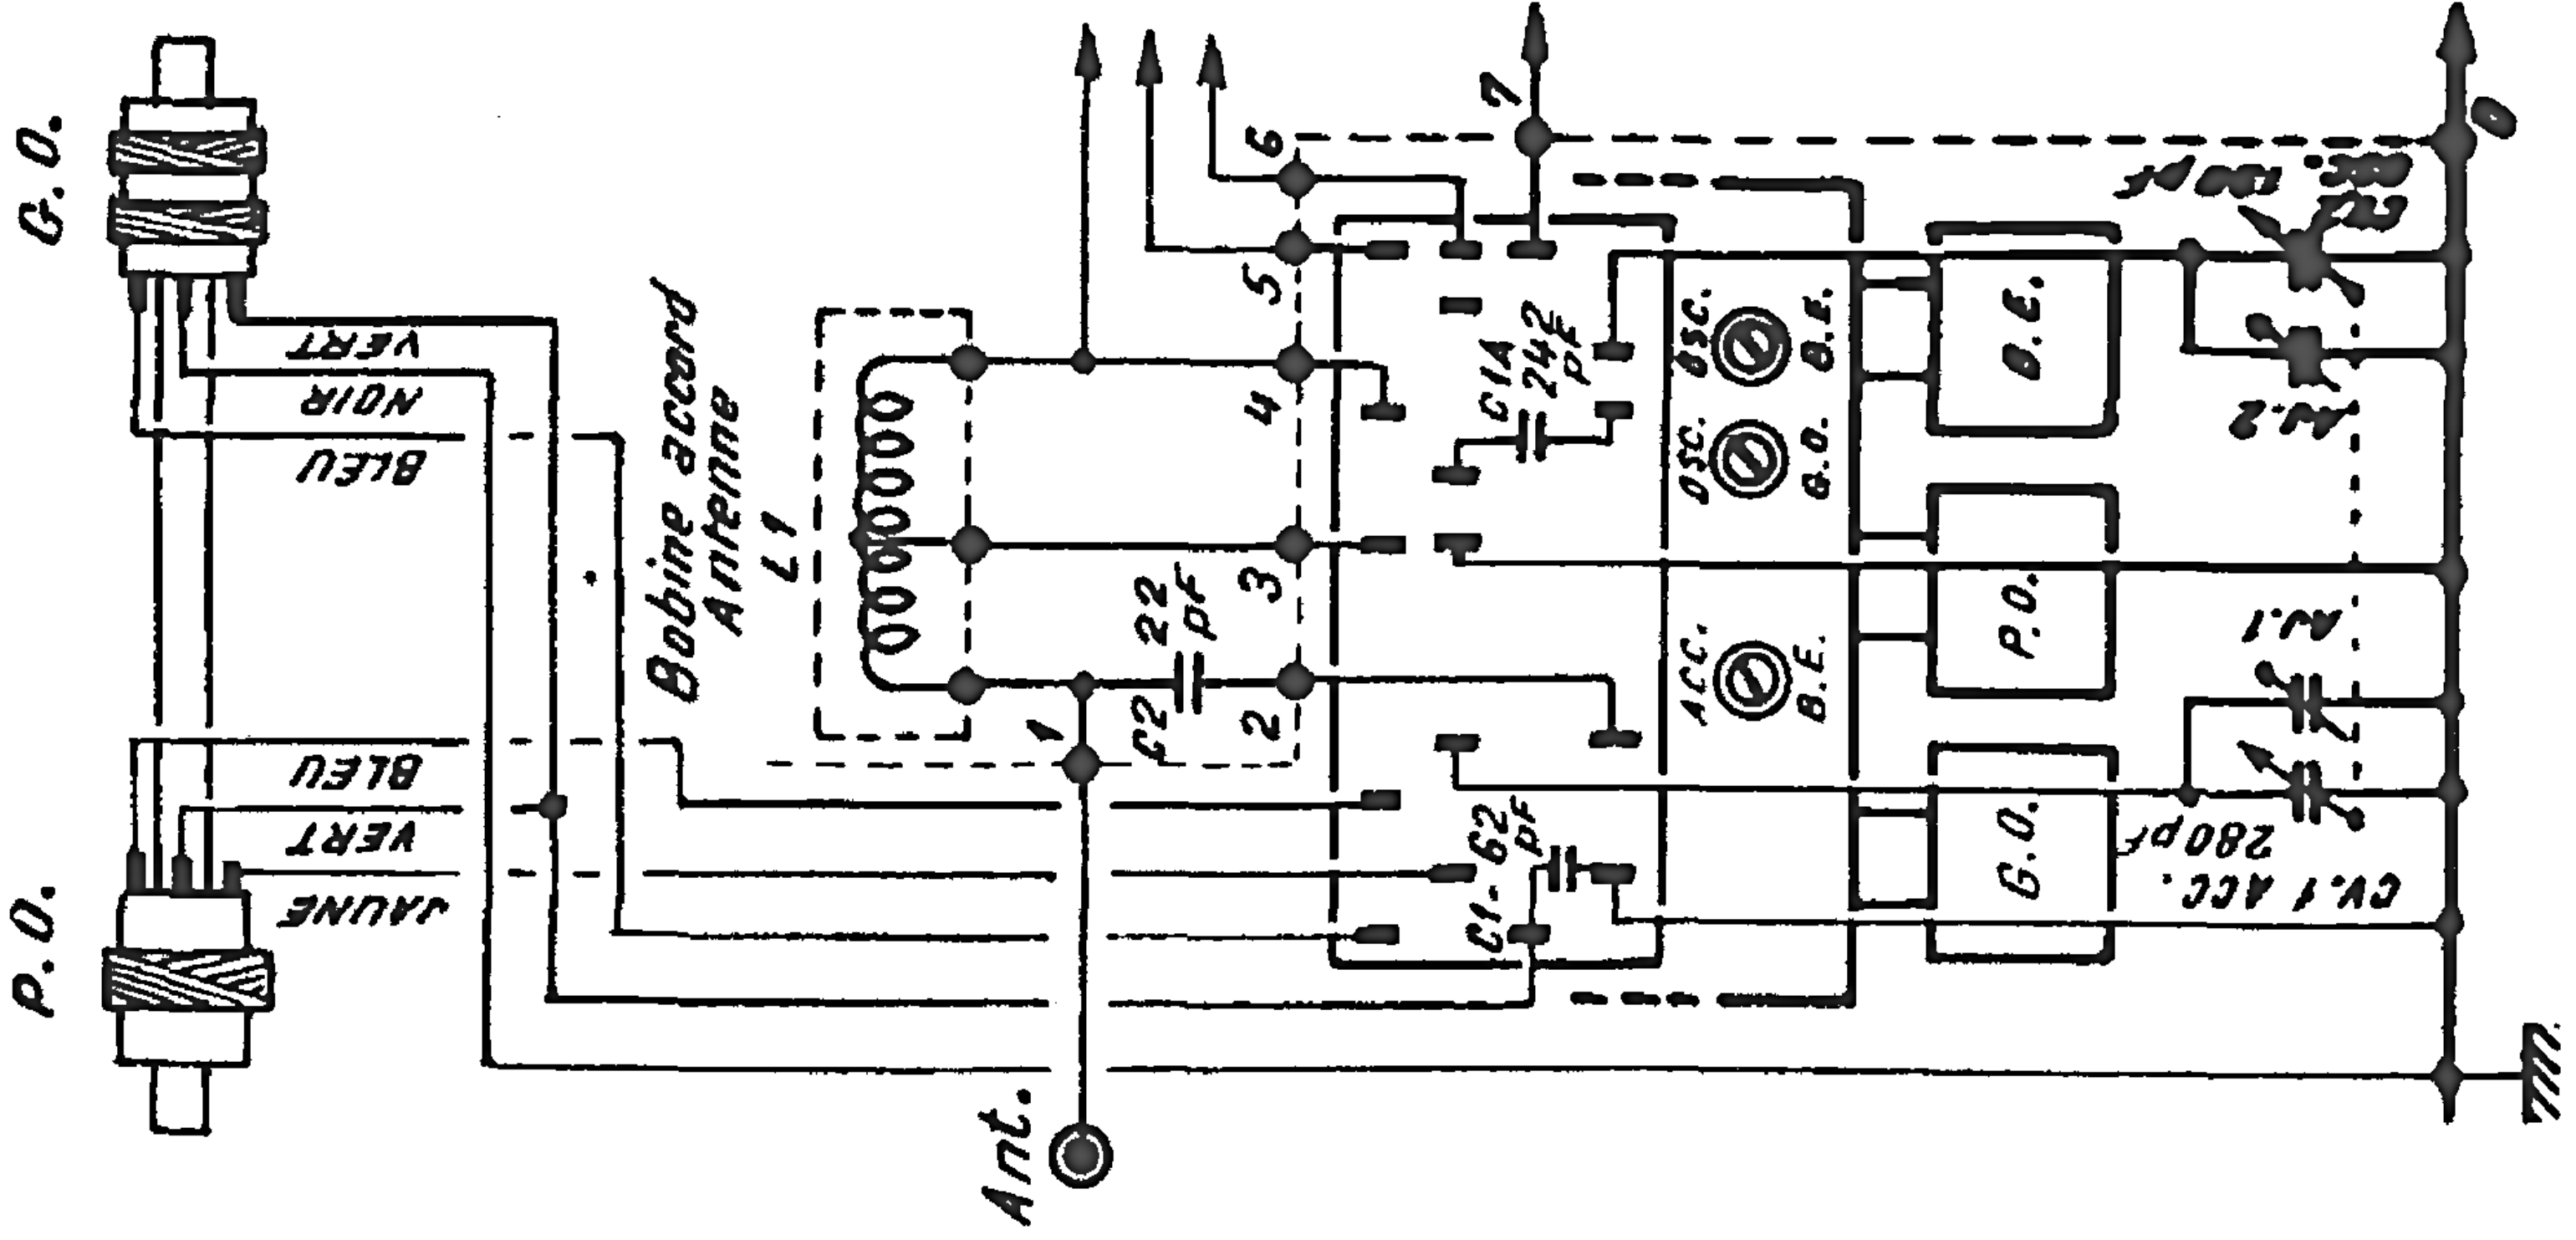 P.O.
G.O.
BLEU
VERT
JAUNE
VERT
NOIR
BLEU
Bobine accord
Antenne
L1
Ant.
1
C2
22
pF
2
3
4
5
6
7
C1-62
pF
C1A
242
pF
ACC.
B.E.
OSC.
G.O.
OSC.
B.E.
G.O.
P.O.
B.E.
CV.1 ACC.
280pf
AJ.1
AJ.2
0